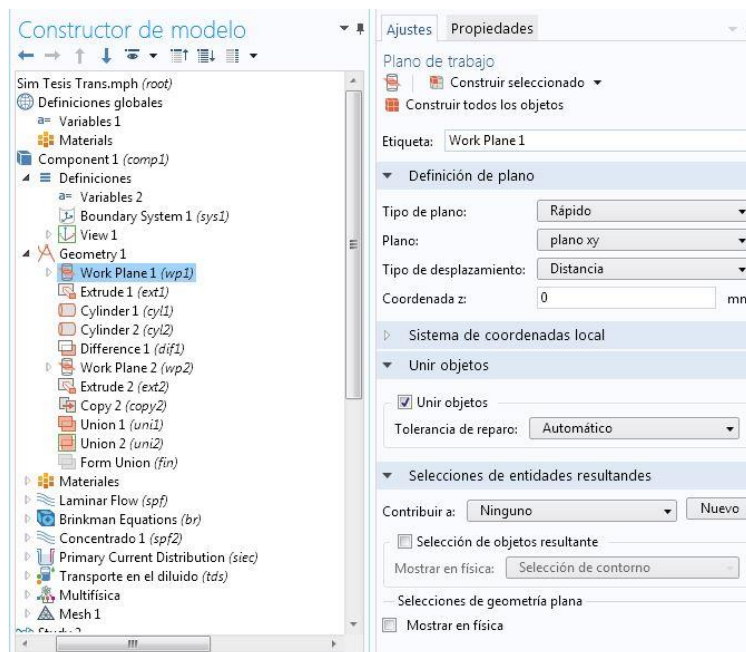 Constructor de modelo
Sim Tesis Trans.mph (root)
Definiciones globales
a= Variables 1
Materials
Component 1 (comp1)
Definiciones
a= Variables 2
Boundary System 1 (sys1)
View 1
Geometry 1
Work Plane 1 (wp1)
Extrude 1 (ext1)
Cylinder 1 (cyl1)
Cylinder 2 (cyl2)
Difference 1 (dif1)
Work Plane 2 (wp2)
Extrude 2 (ext2)
Copy 2 (copy2)
Union 1 (uni1)
Union 2 (uni2)
Form Union (fin)
Materiales
Laminar Flow (spf)
Brinkman Equations (br)
Concentrado 1 (spf2)
Primary Current Distribution (siec)
Transporte en el diluido (tds)
Multifísica
Mesh 1
Ajustes Propiedades
Plano de trabajo
Construir seleccionado
Construir todos los objetos
Etiqueta: Work Plane 1
Definición de plano
Tipo de plano: Rápido
Plano: plano xy
Tipo de desplazamiento: Distancia
Coordenada z: 0 mm
Sistema de coordenadas local
Unir objetos
Unir objetos
Tolerancia de reparo: Automático
Selecciones de entidades resultandes
Contribuir a: Ninguno Nuevo
Selección de objetos resultante
Mostrar en física: Selección de contorno
Selecciones de geometría plana
Mostrar en física